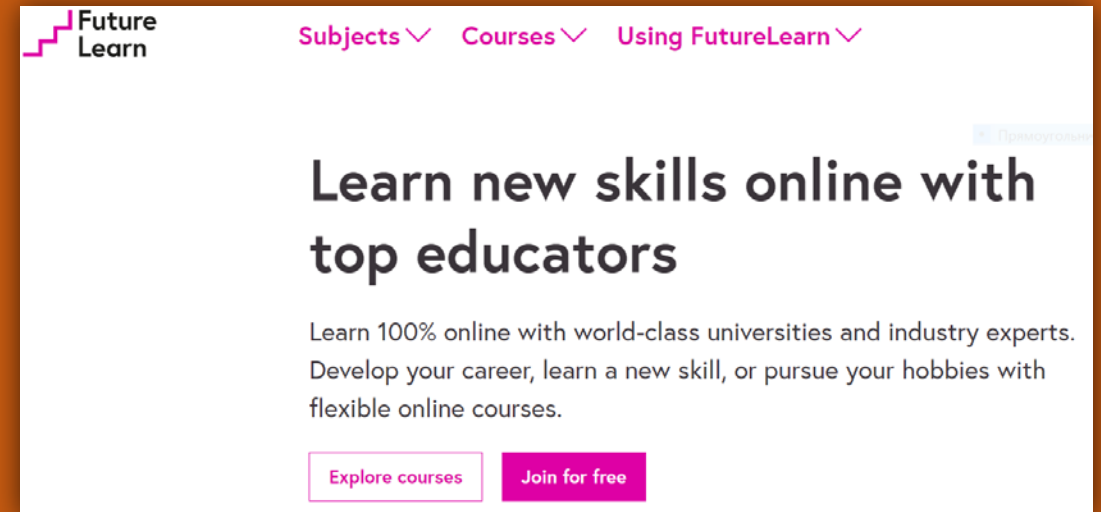 Future
Learn
Subjects Courses Using FutureLearn
Learn new skills online with
top educators
Learn 100% online with world-class universities and industry experts.
Develop your career, learn a new skill, or pursue your hobbies with
flexible online courses.
Explore courses Join for free